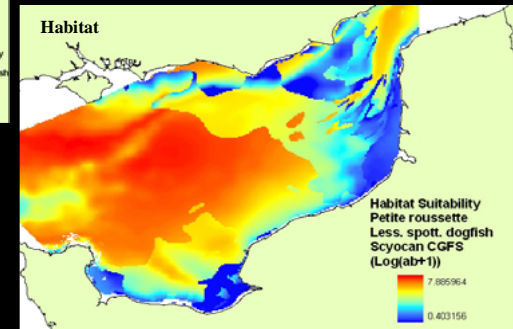 Habitat
Habitat Suitability
Petite roussette
Less. spott. dogfish
Scyocan CGFS
(Log(ab+1))
7.885964
0.403156